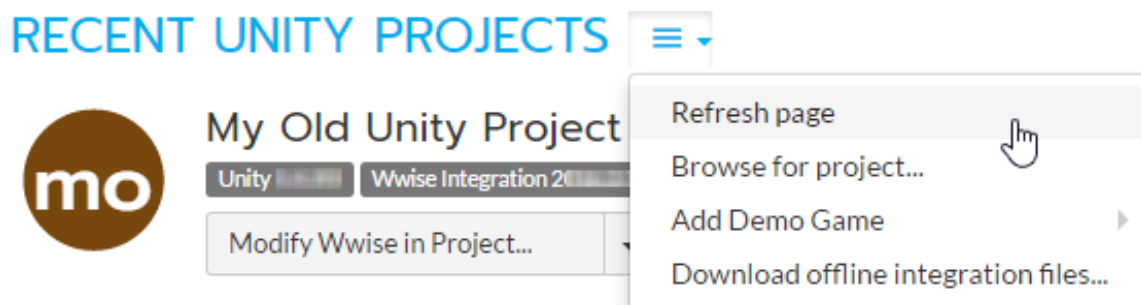 RECENT UNITY PROJECTS
Refresh page
mo
My Old Unity Project
Browse for project...
Unity
Wwise Integration 20
Add Demo Game
Modify Wwise in Project...
Download offline integration files...